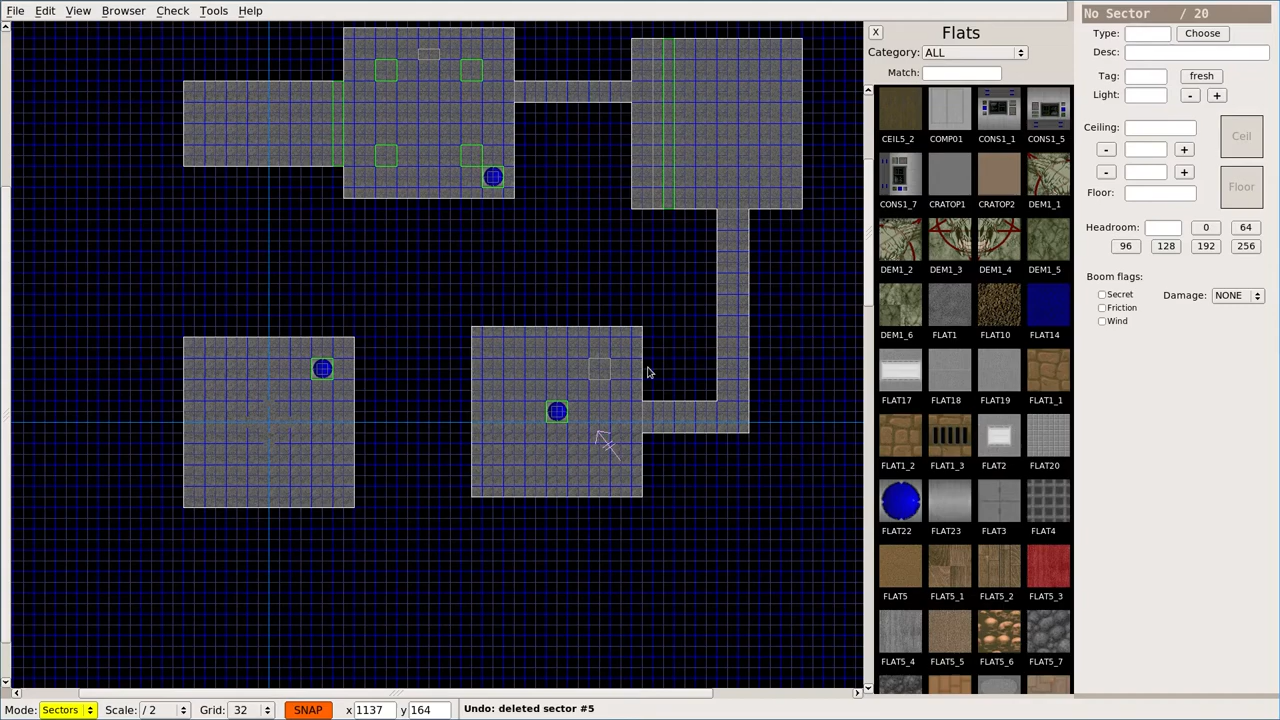 File Edit View Browser Check Tools Help
X Flats
Category: ALL
Match:
CEIL5_2 COMP01 CONS1_1 CONS1_5
CONS1_7 CRATOP1 CRATOP2 DEM1_1
DEM1_2 DEM1_3 DEM1_4 DEM1_5
DEM1_6 FLAT1 FLAT10 FLAT14
FLAT17 FLAT18 FLAT19 FLAT1_1
FLAT1_2 FLAT1_3 FLAT2 FLAT20
FLAT22 FLAT23 FLAT3 FLAT4
FLAT5 FLAT5_1 FLAT5_2 FLAT5_3
FLAT5_4 FLAT5_5 FLAT5_6 FLAT5_7
No Sector / 20
Type: Choose
Desc:
Tag: fresh
Light: - +
Ceiling:
Ceil
- +
- +
Floor:
Floor
Headroom: 0 64
96 128 192 256
Boom flags:
Secret Damage: NONE
Friction
Wind
Mode: Sectors Scale: / 2 Grid: 32 SNAP x 1137 y 164 Undo: deleted sector #5